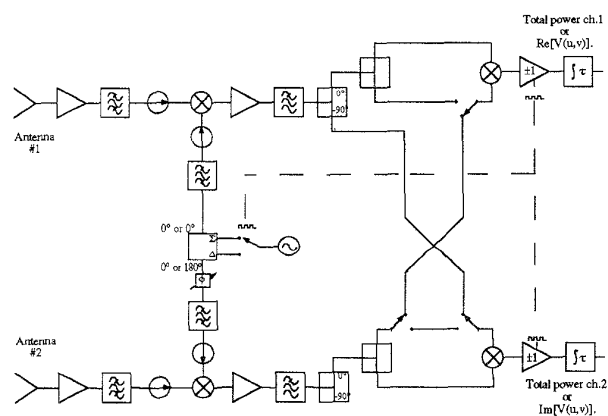 Total power ch.1
or
Re[V(u,v)].
±1
∫τ
0°
-90°
Antenna
#1
0° or 0°
Σ
Δ
0° or 180°
Φ
Antenna
#2
0°
-90°
±1
∫τ
Total power ch.2
or
Im[V(u,v)].